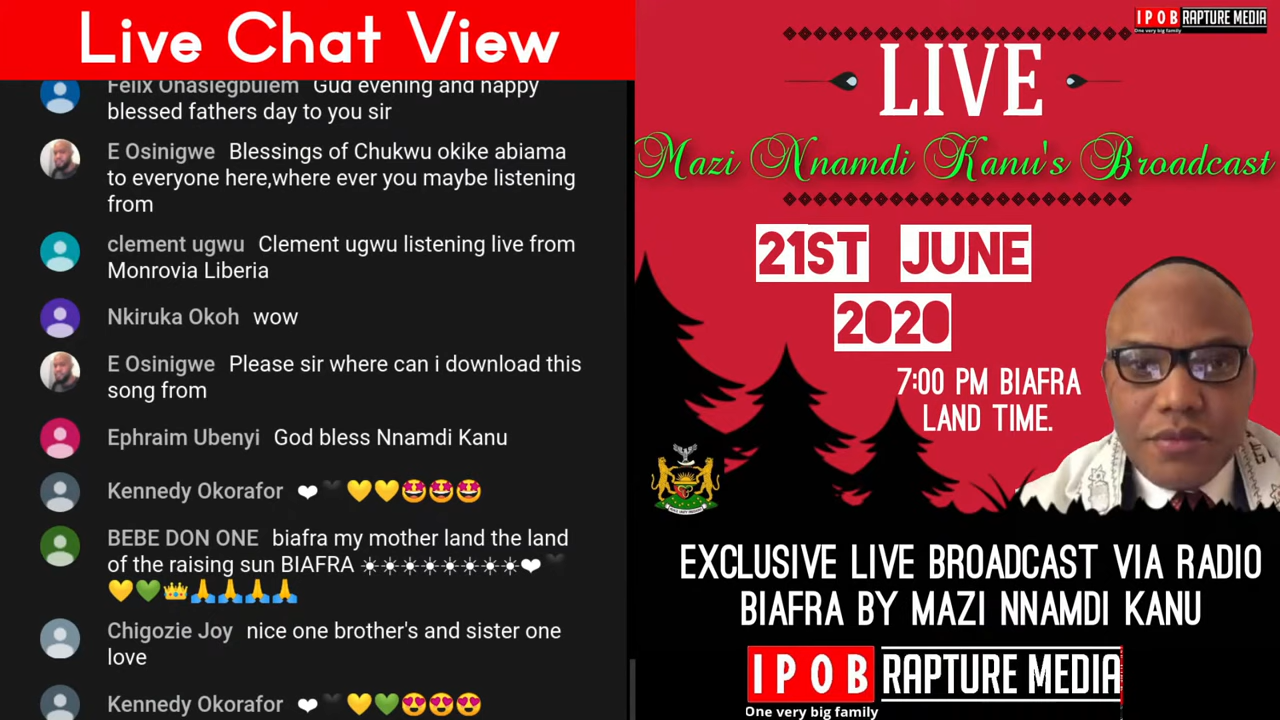 Live Chat View
Felix Onasiegbulem Gud evening and happy
blessed fathers day to you sir
E Osinigwe Blessings of Chukwu okike abiama
to everyone here,where ever you maybe listening
from
clement ugwu Clement ugwu listening live from
Monrovia Liberia
Nkiruka Okoh wow
E Osinigwe Please sir where can i download this
song from
Ephraim Ubenyi God bless Nnamdi Kanu
Kennedy Okorafor ❤🖤💛💛🤩🤩🤩
BEBE DON ONE biafra my mother land the land
of the raising sun BIAFRA ☀☀☀☀☀☀☀☀❤🖤
💛💚👑🙏🙏🙏🙏
Chigozie Joy nice one brother's and sister one
love
Kennedy Okorafor ❤🖤💛💚😍😍😍
IPOB RAPTURE MEDIA
One very big family
LIVE
Mazi Nnamdi Kanu's Broadcast
21ST JUNE
2020
7:00 PM BIAFRA
LAND TIME.
EXCLUSIVE LIVE BROADCAST VIA RADIO
BIAFRA BY MAZI NNAMDI KANU
IPOB RAPTURE MEDIA
One very big family